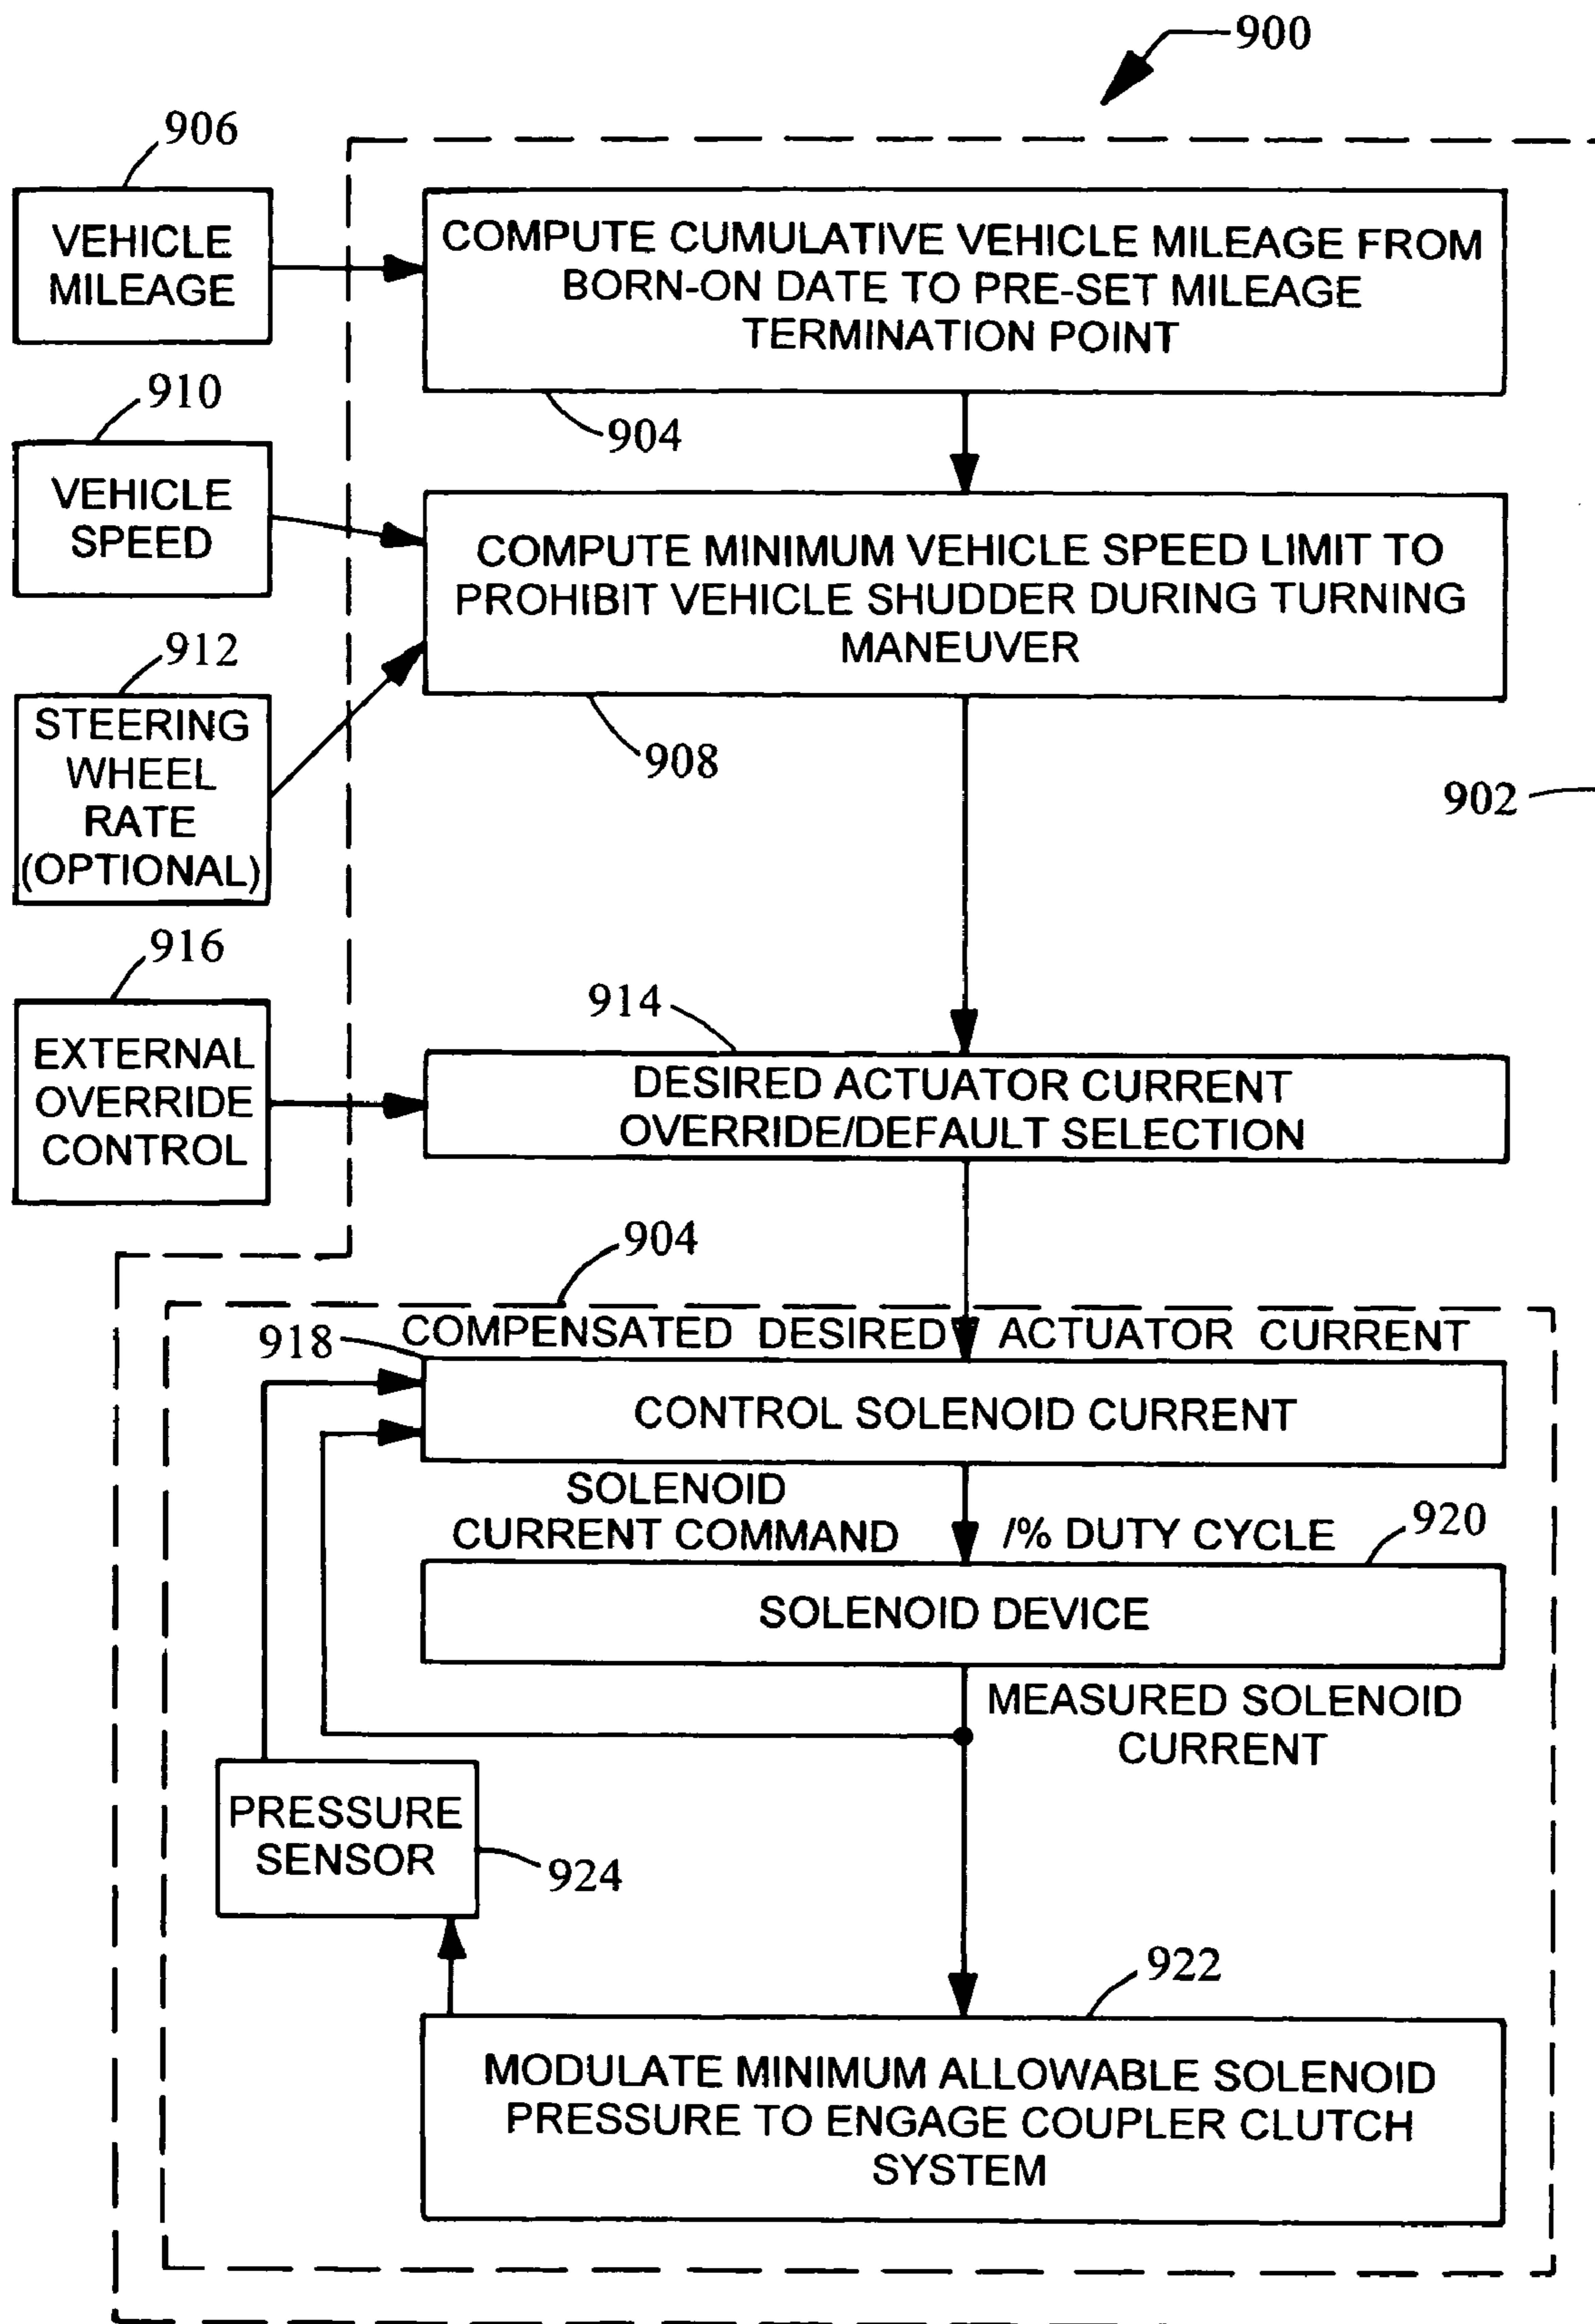 900
906
VEHICLE
MILEAGE
COMPUTE CUMULATIVE VEHICLE MILEAGE FROM
BORN-ON DATE TO PRE-SET MILEAGE
TERMINATION POINT
904
910
VEHICLE
SPEED
COMPUTE MINIMUM VEHICLE SPEED LIMIT TO
PROHIBIT VEHICLE SHUDDER DURING TURNING
MANEUVER
908
912
STEERING
WHEEL
RATE
(OPTIONAL)
902
916
EXTERNAL
OVERRIDE
CONTROL
914
DESIRED ACTUATOR CURRENT
OVERRIDE/DEFAULT SELECTION
904
COMPENSATED DESIRED ACTUATOR CURRENT
918
CONTROL SOLENOID CURRENT
SOLENOID
CURRENT COMMAND /% DUTY CYCLE
920
SOLENOID DEVICE
MEASURED SOLENOID
CURRENT
PRESSURE
SENSOR
924
922
MODULATE MINIMUM ALLOWABLE SOLENOID
PRESSURE TO ENGAGE COUPLER CLUTCH
SYSTEM